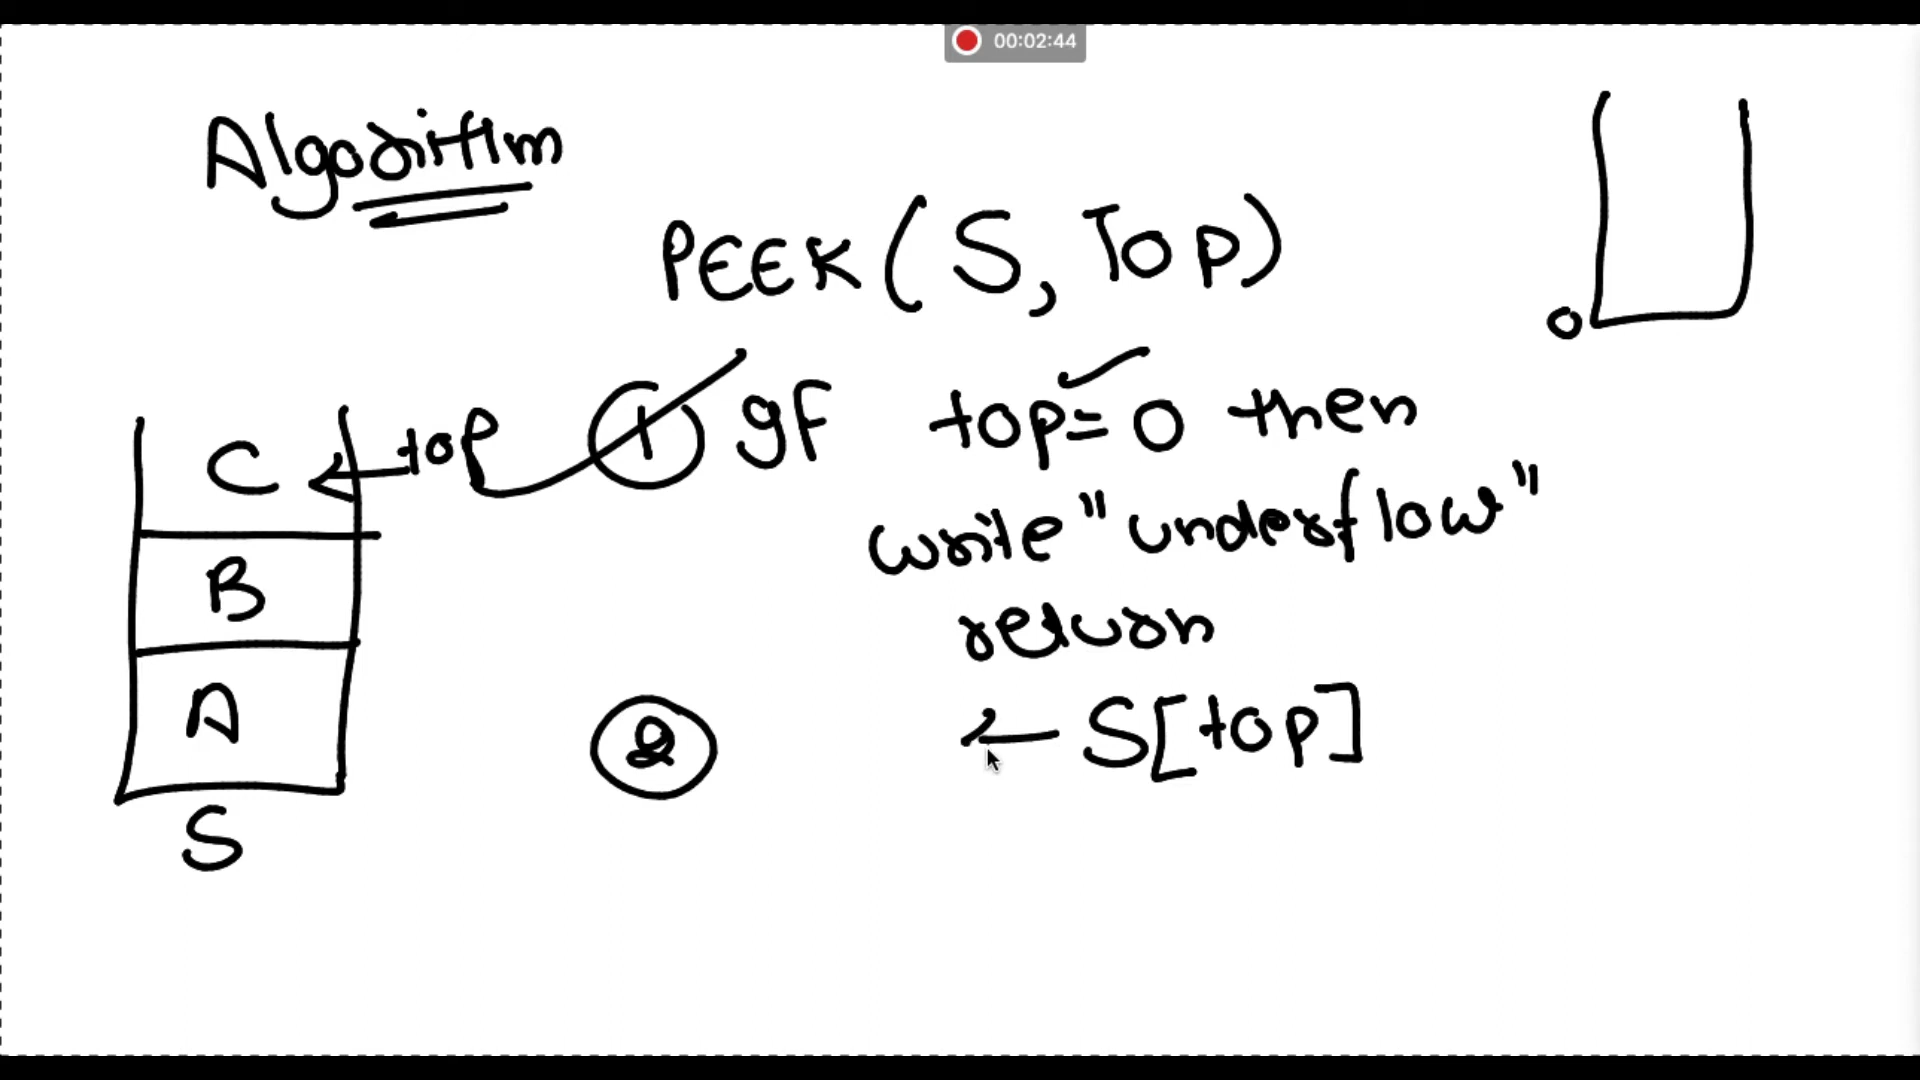 00:02:44
Algorithm
PEEK(S, Top)
0
① If top = 0 then
write "underflow"
return
② ← S[top]
C ← top
B
A
S